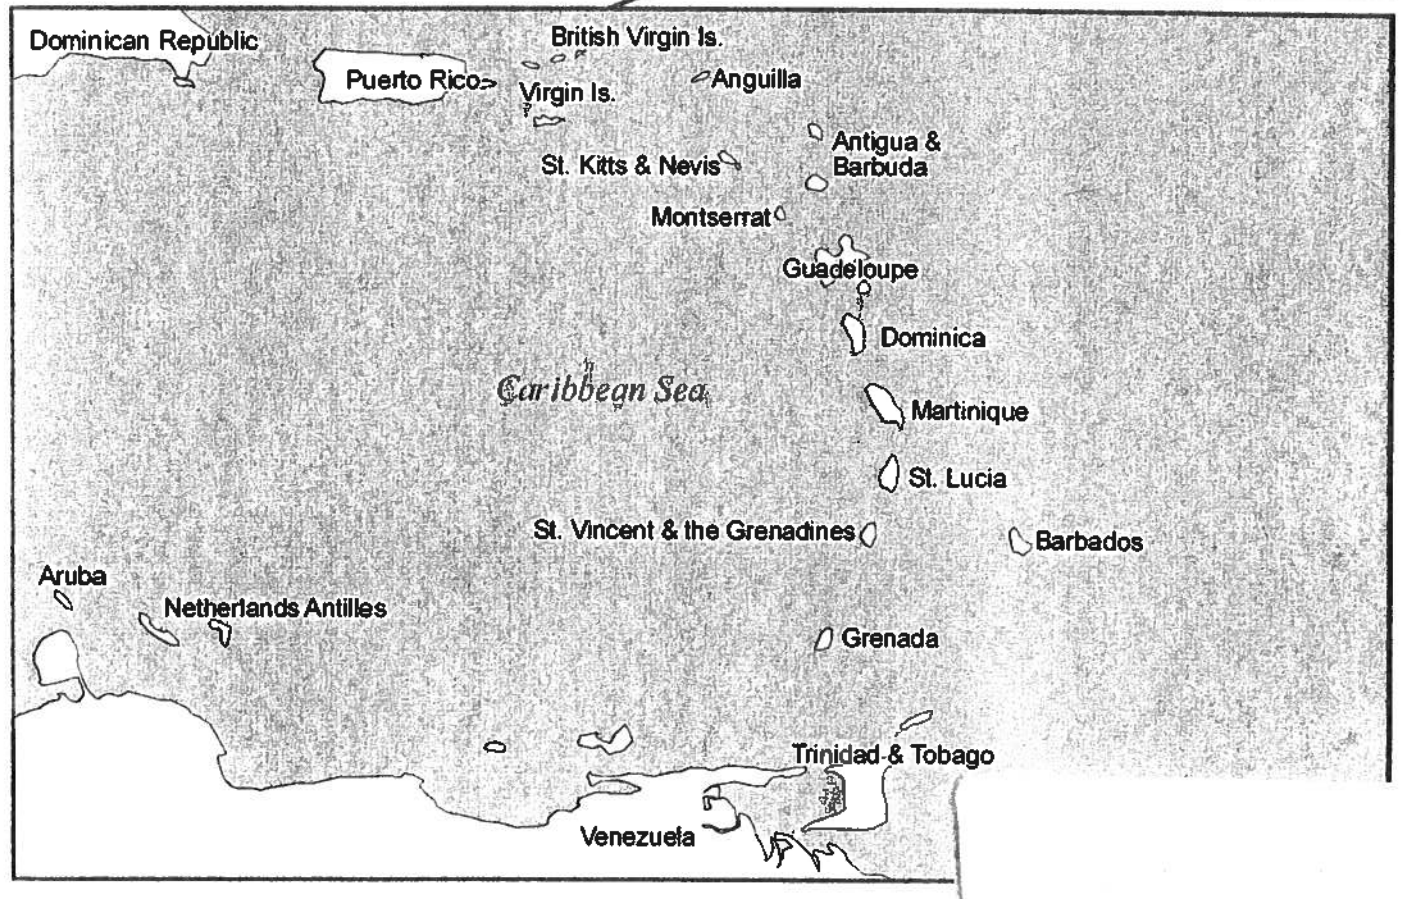 Dominican Republic
British Virgin Is.
Puerto Rico
Anguilla
Virgin Is.
Antigua &
Barbuda
St. Kitts & Nevis
Montserrat
Guadeloupe
Dominica
Caribbean Sea
Martinique
St. Lucia
St. Vincent & the Grenadines
Barbados
Aruba
Netherlands Antilles
Grenada
Trinidad & Tobago
Venezuela